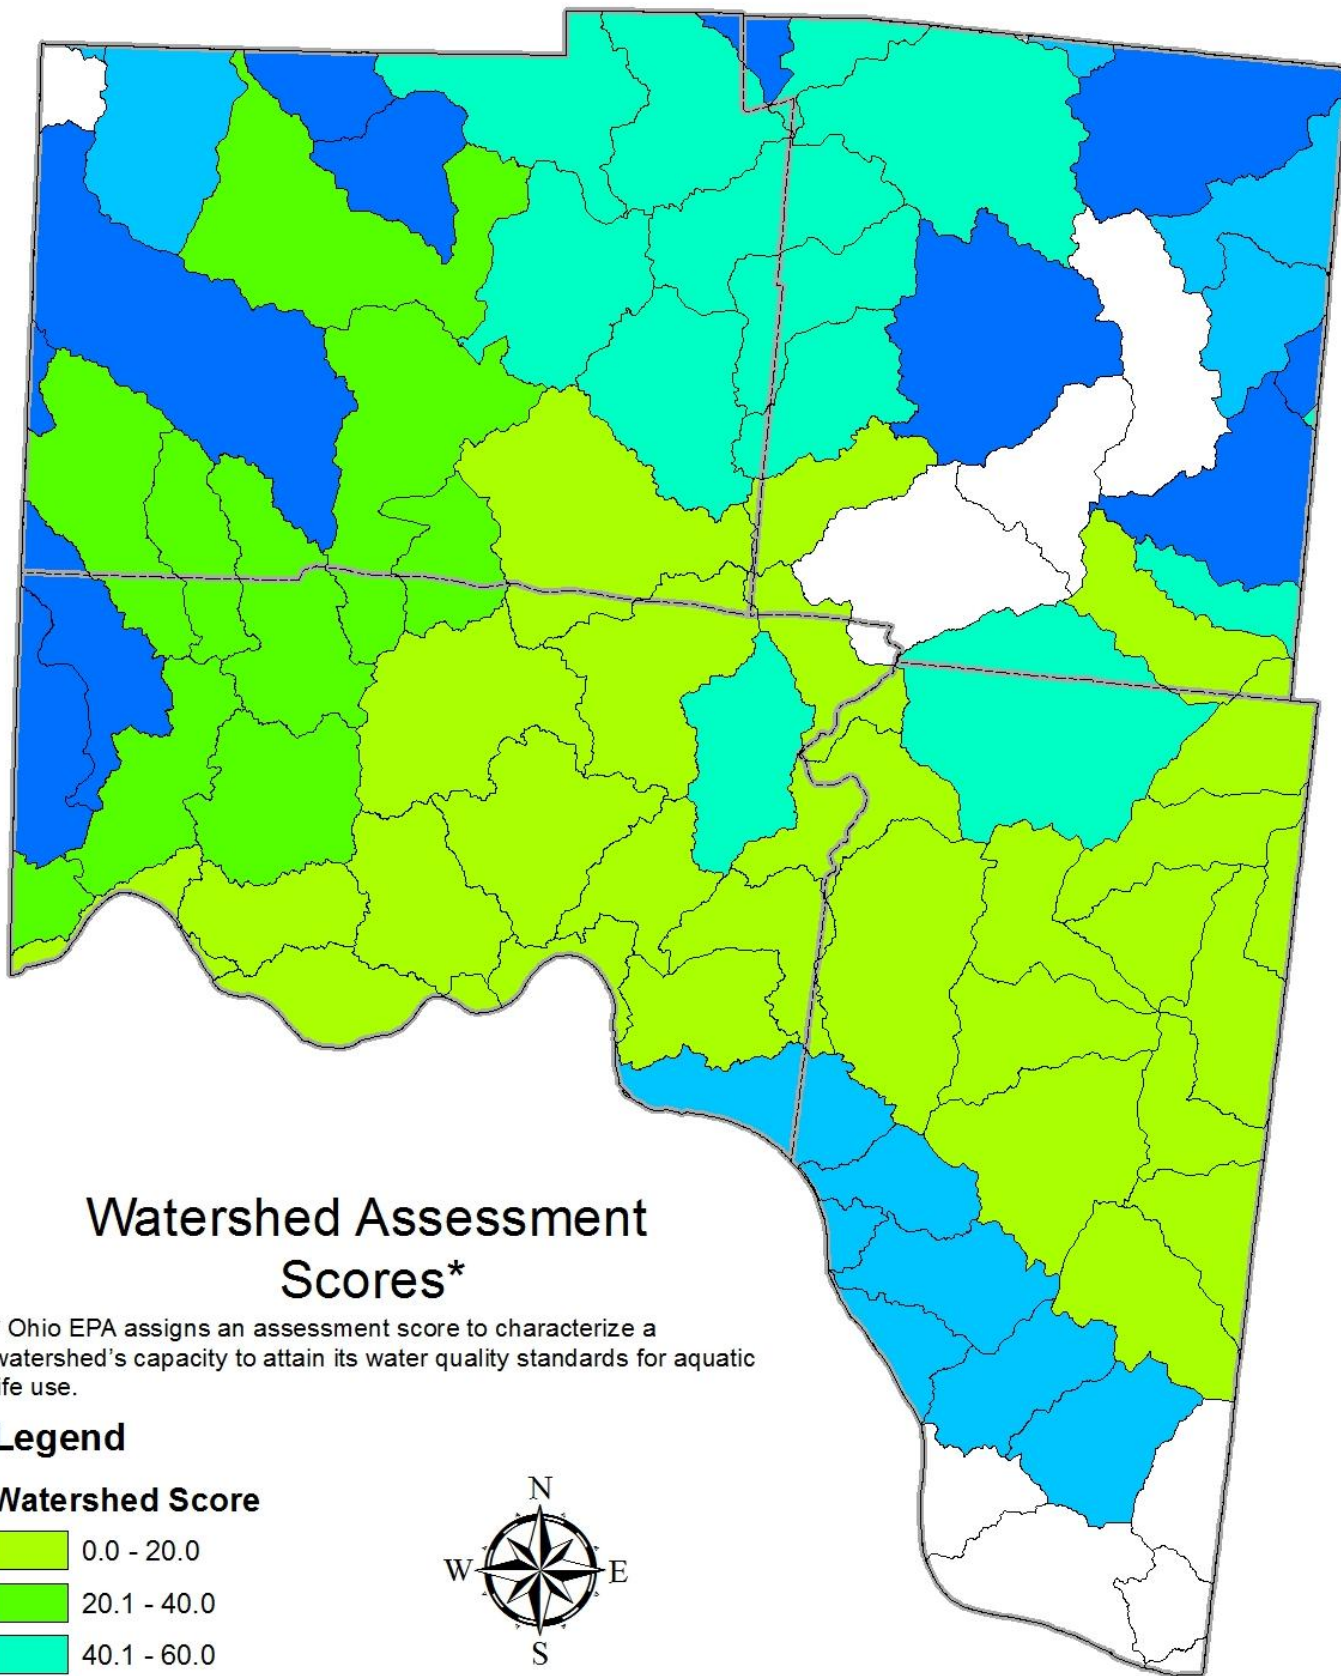 Watershed Assessment
Scores*
Ohio EPA assigns an assessment score to characterize a
watershed's capacity to attain its water quality standards for aquatic
life use.
Legend
Watershed Score
0.0 - 20.0
20.1 - 40.0
40.1 - 60.0
N
W E
S